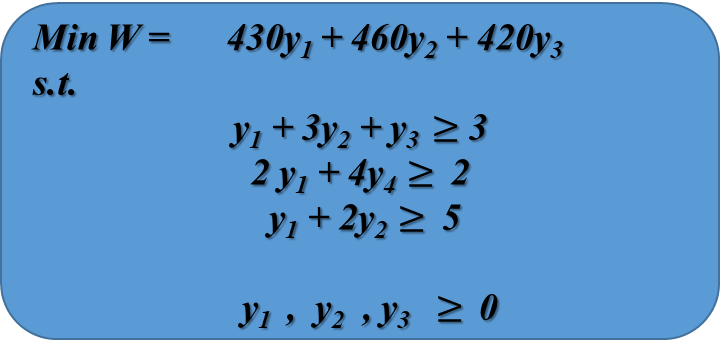 Min W = 430y₁ + 460y₂ + 420y₃
s.t.
y₁ + 3y₂ + y₃ ≥ 3
2 y₁ + 4y₄ ≥ 2
y₁ + 2y₂ ≥ 5
y₁ , y₂ , y₃ ≥ 0